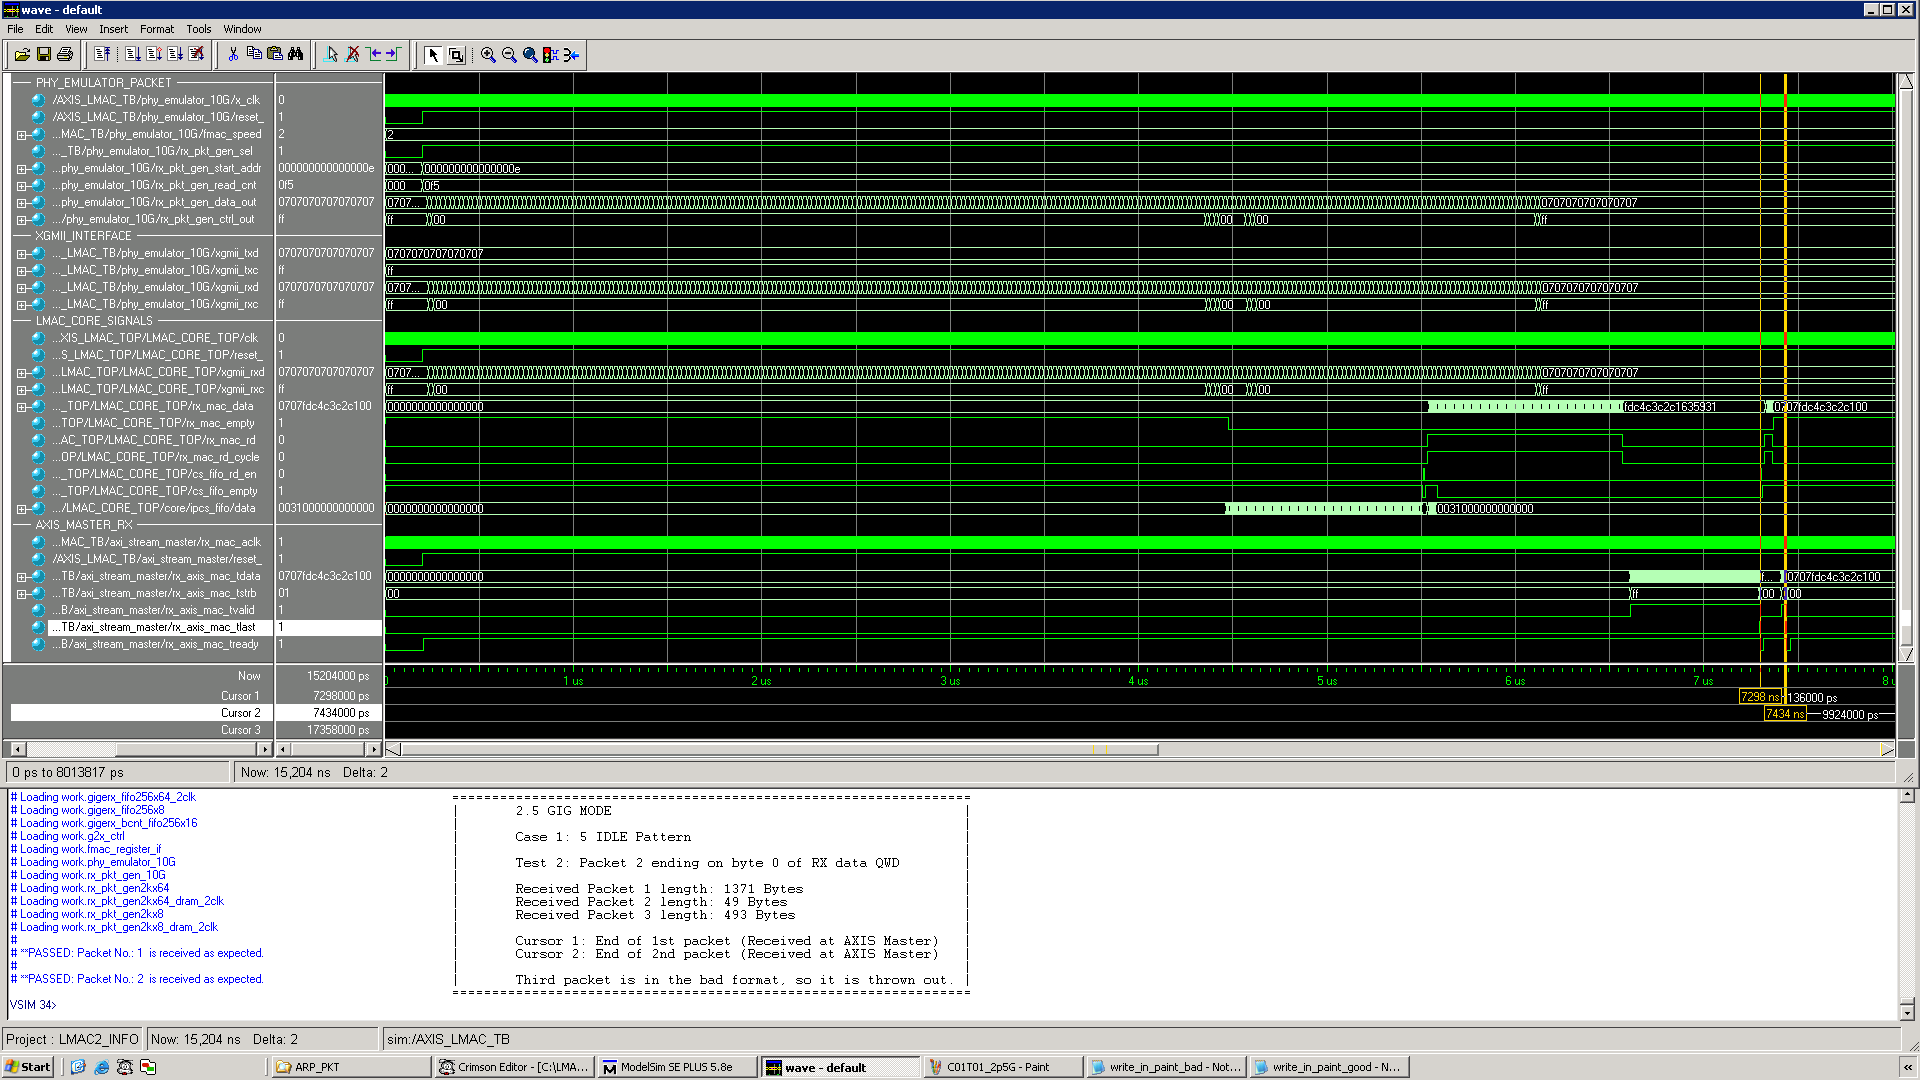 wave - default
File Edit View Insert Format Tools Window
PHY_EMULATOR_PACKET
/AXIS_LMAC_TB/phy_emulator_10G/x_clk 0
/AXIS_LMAC_TB/phy_emulator_10G/reset_ 1
...MAC_TB/phy_emulator_10G/fmac_speed 2 2
..._TB/phy_emulator_10G/rx_pkt_gen_sel 1
...phy_emulator_10G/rx_pkt_gen_start_addr 000000000000000e 000... 000000000000000e
...phy_emulator_10G/rx_pkt_gen_read_cnt 0f5 000 0f5
...phy_emulator_10G/rx_pkt_gen_data_out 0707070707070707 0707... 0707070707070707
.../phy_emulator_10G/rx_pkt_gen_ctrl_out ff ff 00 00 00 ff
XGMII_INTERFACE
..._LMAC_TB/phy_emulator_10G/xgmii_txd 0707070707070707 0707070707070707
..._LMAC_TB/phy_emulator_10G/xgmii_txc ff ff
..._LMAC_TB/phy_emulator_10G/xgmii_rxd 0707070707070707 0707... 0707070707070707
..._LMAC_TB/phy_emulator_10G/xgmii_rxc ff ff 00 00 00 ff
LMAC_CORE_SIGNALS
...XIS_LMAC_TOP/LMAC_CORE_TOP/clk 0
...S_LMAC_TOP/LMAC_CORE_TOP/reset_ 1
...LMAC_TOP/LMAC_CORE_TOP/xgmii_rxd 0707070707070707 0707... 0707070707070707
...LMAC_TOP/LMAC_CORE_TOP/xgmii_rxc ff ff 00 00 00 ff
..._TOP/LMAC_CORE_TOP/rx_mac_data 0707fdc4c3c2c100 0000000000000000 fdc4c3c2c1635931 0707fdc4c3c2c100
...TOP/LMAC_CORE_TOP/rx_mac_empty 1
...AC_TOP/LMAC_CORE_TOP/rx_mac_rd 0
...OP/LMAC_CORE_TOP/rx_mac_rd_cycle 0
..._TOP/LMAC_CORE_TOP/cs_fifo_rd_en 0
..._TOP/LMAC_CORE_TOP/cs_fifo_empty 1
.../LMAC_CORE_TOP/core/ipcs_fifo/data 0031000000000000 0000000000000000 0031000000000000
AXIS_MASTER_RX
...MAC_TB/axi_stream_master/rx_mac_aclk 1
/AXIS_LMAC_TB/axi_stream_master/reset_ 1
...TB/axi_stream_master/rx_axis_mac_tdata 0707fdc4c3c2c100 0000000000000000 f... 0707fdc4c3c2c100
...TB/axi_stream_master/rx_axis_mac_tstrb 01 00 ff 00 00
...B/axi_stream_master/rx_axis_mac_tvalid 1
...TB/axi_stream_master/rx_axis_mac_tlast 1
...B/axi_stream_master/rx_axis_mac_tready 1
Now 15204000 ps 1 us 2 us 3 us 4 us 5 us 6 us 7 us 8 u
Cursor 1 7298000 ps 7298 ns 136000 ps
Cursor 2 7434000 ps 7434 ns 9924000 ps
Cursor 3 17358000 ps
0 ps to 8013817 ps Now: 15,204 ns Delta: 2
# Loading work.gigerx_fifo256x64_2clk
# Loading work.gigerx_fifo256x8
# Loading work.gigerx_bcnt_fifo256x16
# Loading work.g2x_ctrl
# Loading work.fmac_register_if
# Loading work.phy_emulator_10G
# Loading work.rx_pkt_gen_10G
# Loading work.rx_pkt_gen2kx64
# Loading work.rx_pkt_gen2kx64_dram_2clk
# Loading work.rx_pkt_gen2kx8
# Loading work.rx_pkt_gen2kx8_dram_2clk
#
# **PASSED: Packet No.: 1 is received as expected.
#
# **PASSED: Packet No.: 2 is received as expected.
VSIM 34>
2.5 GIG MODE
Case 1: 5 IDLE Pattern
Test 2: Packet 2 ending on byte 0 of RX data QWD
Received Packet 1 length: 1371 Bytes
Received Packet 2 length: 49 Bytes
Received Packet 3 length: 493 Bytes
Cursor 1: End of 1st packet (Received at AXIS Master)
Cursor 2: End of 2nd packet (Received at AXIS Master)
Third packet is in the bad format, so it is thrown out.
Project : LMAC2_INFO Now: 15,204 ns Delta: 2 sim:/AXIS_LMAC_TB
Start ARP_PKT Crimson Editor - [C:\LMA... ModelSim SE PLUS 5.8e wave - default C01T01_2p5G - Paint write_in_paint_bad - Not... write_in_paint_good - N...